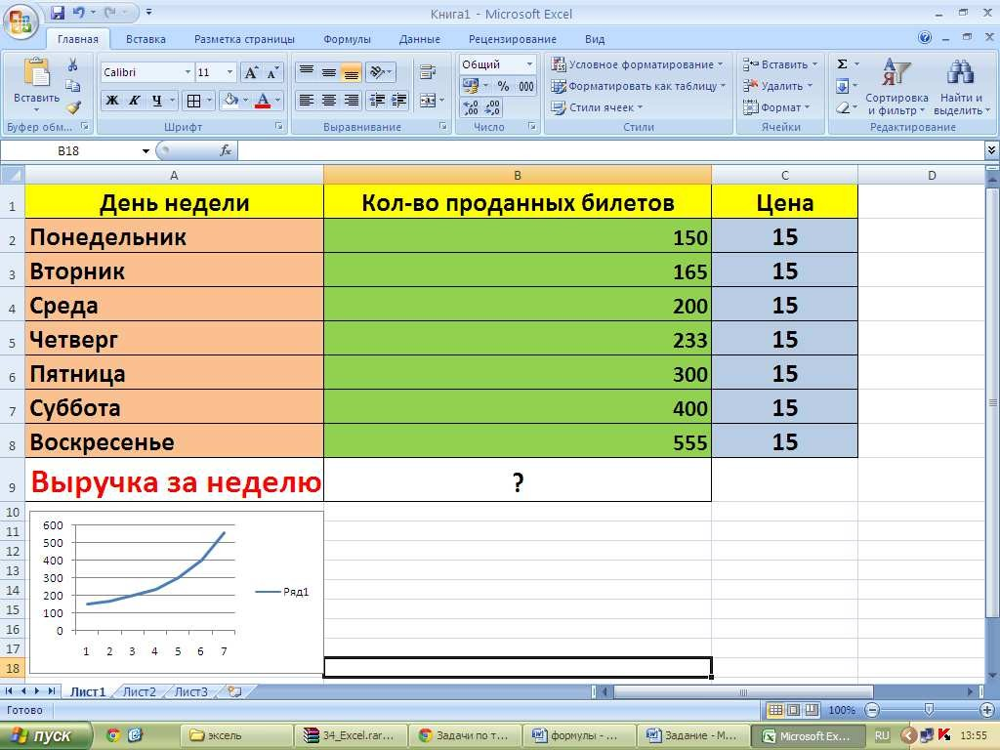 Книга1 - Microsoft Excel
Главная Вставка Разметка страницы Формулы Данные Рецензирование Вид
Вставить
Буфер обм...
Calibri 11
Ж К Ч
Шрифт
Выравнивание
Общий
% 000
Число
Условное форматирование
Форматировать как таблицу
Стили ячеек
Стили
Вставить
Удалить
Формат
Ячейки
Σ
Сортировка и фильтр
Найти и выделить
Редактирование
B18 fx
A B C D
1 День недели Кол-во проданных билетов Цена
2 Понедельник 150 15
3 Вторник 165 15
4 Среда 200 15
5 Четверг 233 15
6 Пятница 300 15
7 Суббота 400 15
8 Воскресенье 555 15
9 Выручка за неделю ?
10
11
12
13
14
15
16
17
18
600
500
400
300
200
100
0
1 2 3 4 5 6 7
Ряд1
Лист1 Лист2 Лист3
Готово 100%
пуск эксель 34_Excel.rar... Задачи по т... формулы - ... Задание - М... Microsoft Ex... RU 13:55